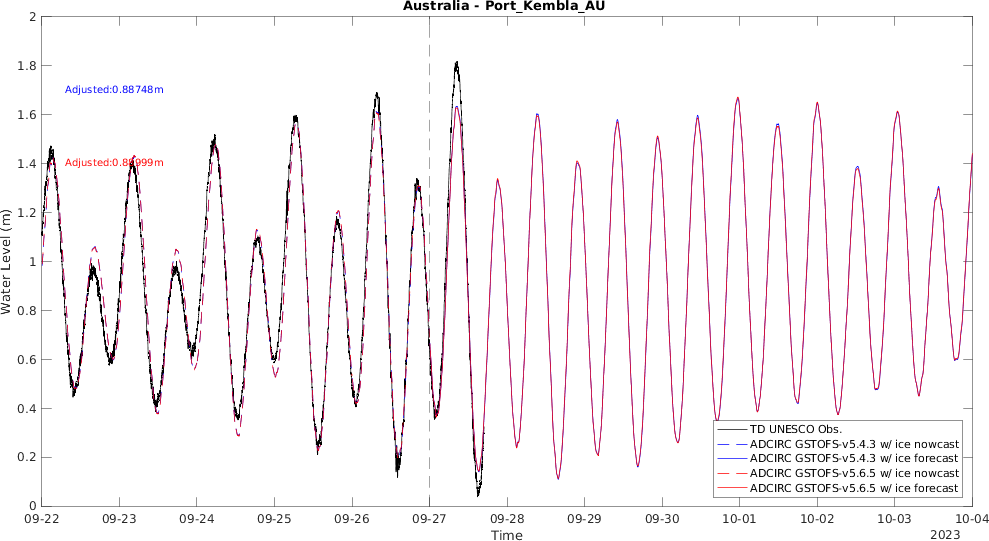 Australia - Port_Kembla_AU
2
1.8
1.6
1.4
1.2
1
0.8
0.6
0.4
0.2
0
Water Level (m)
Adjusted:0.88748m
TD UNESCO Obs.
ADCIRC GSTOFS-v5.4.3 w/ ice nowcast
ADCIRC GSTOFS-v5.4.3 w/ ice forecast
ADCIRC GSTOFS-v5.6.5 w/ ice nowcast
ADCIRC GSTOFS-v5.6.5 w/ ice forecast
09-22 09-23 09-24 09-25 09-26 09-27 09-28 09-29 09-30 10-01 10-02 10-03 10-04
Time
2023